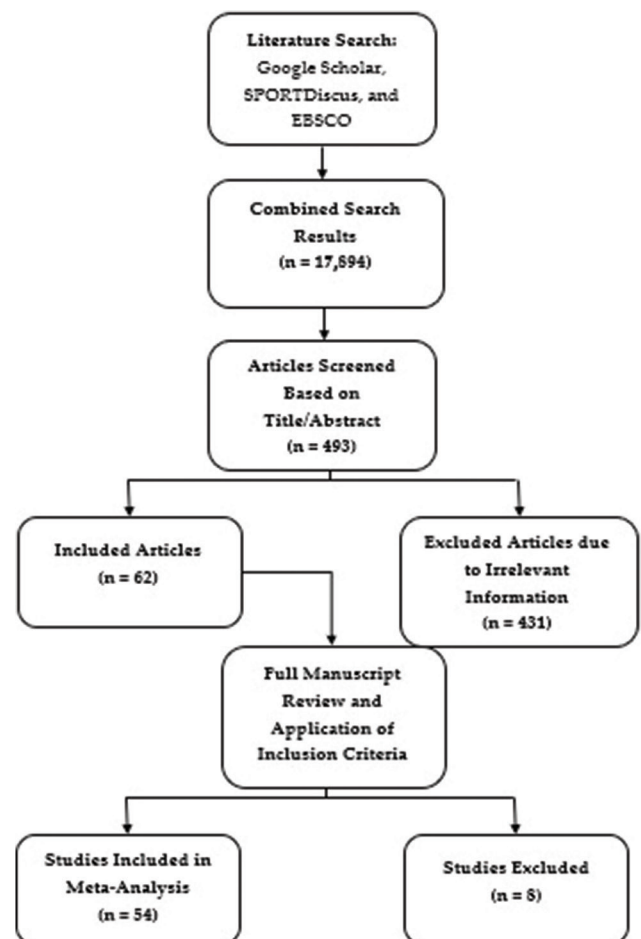 Literature Search:
Google Scholar,
SPORTDiscus, and
EBSCO
Combined Search
Results
(n = 17,894)
Articles Screened
Based on
Title/Abstract
(n = 493)
Included Articles
(n = 62)
Excluded Articles due
to Irrelevant
Information
(n = 431)
Full Manuscript
Review and
Application of
Inclusion Criteria
Studies Included in
Meta-Analysis
(n = 54)
Studies Excluded
(n = 8)